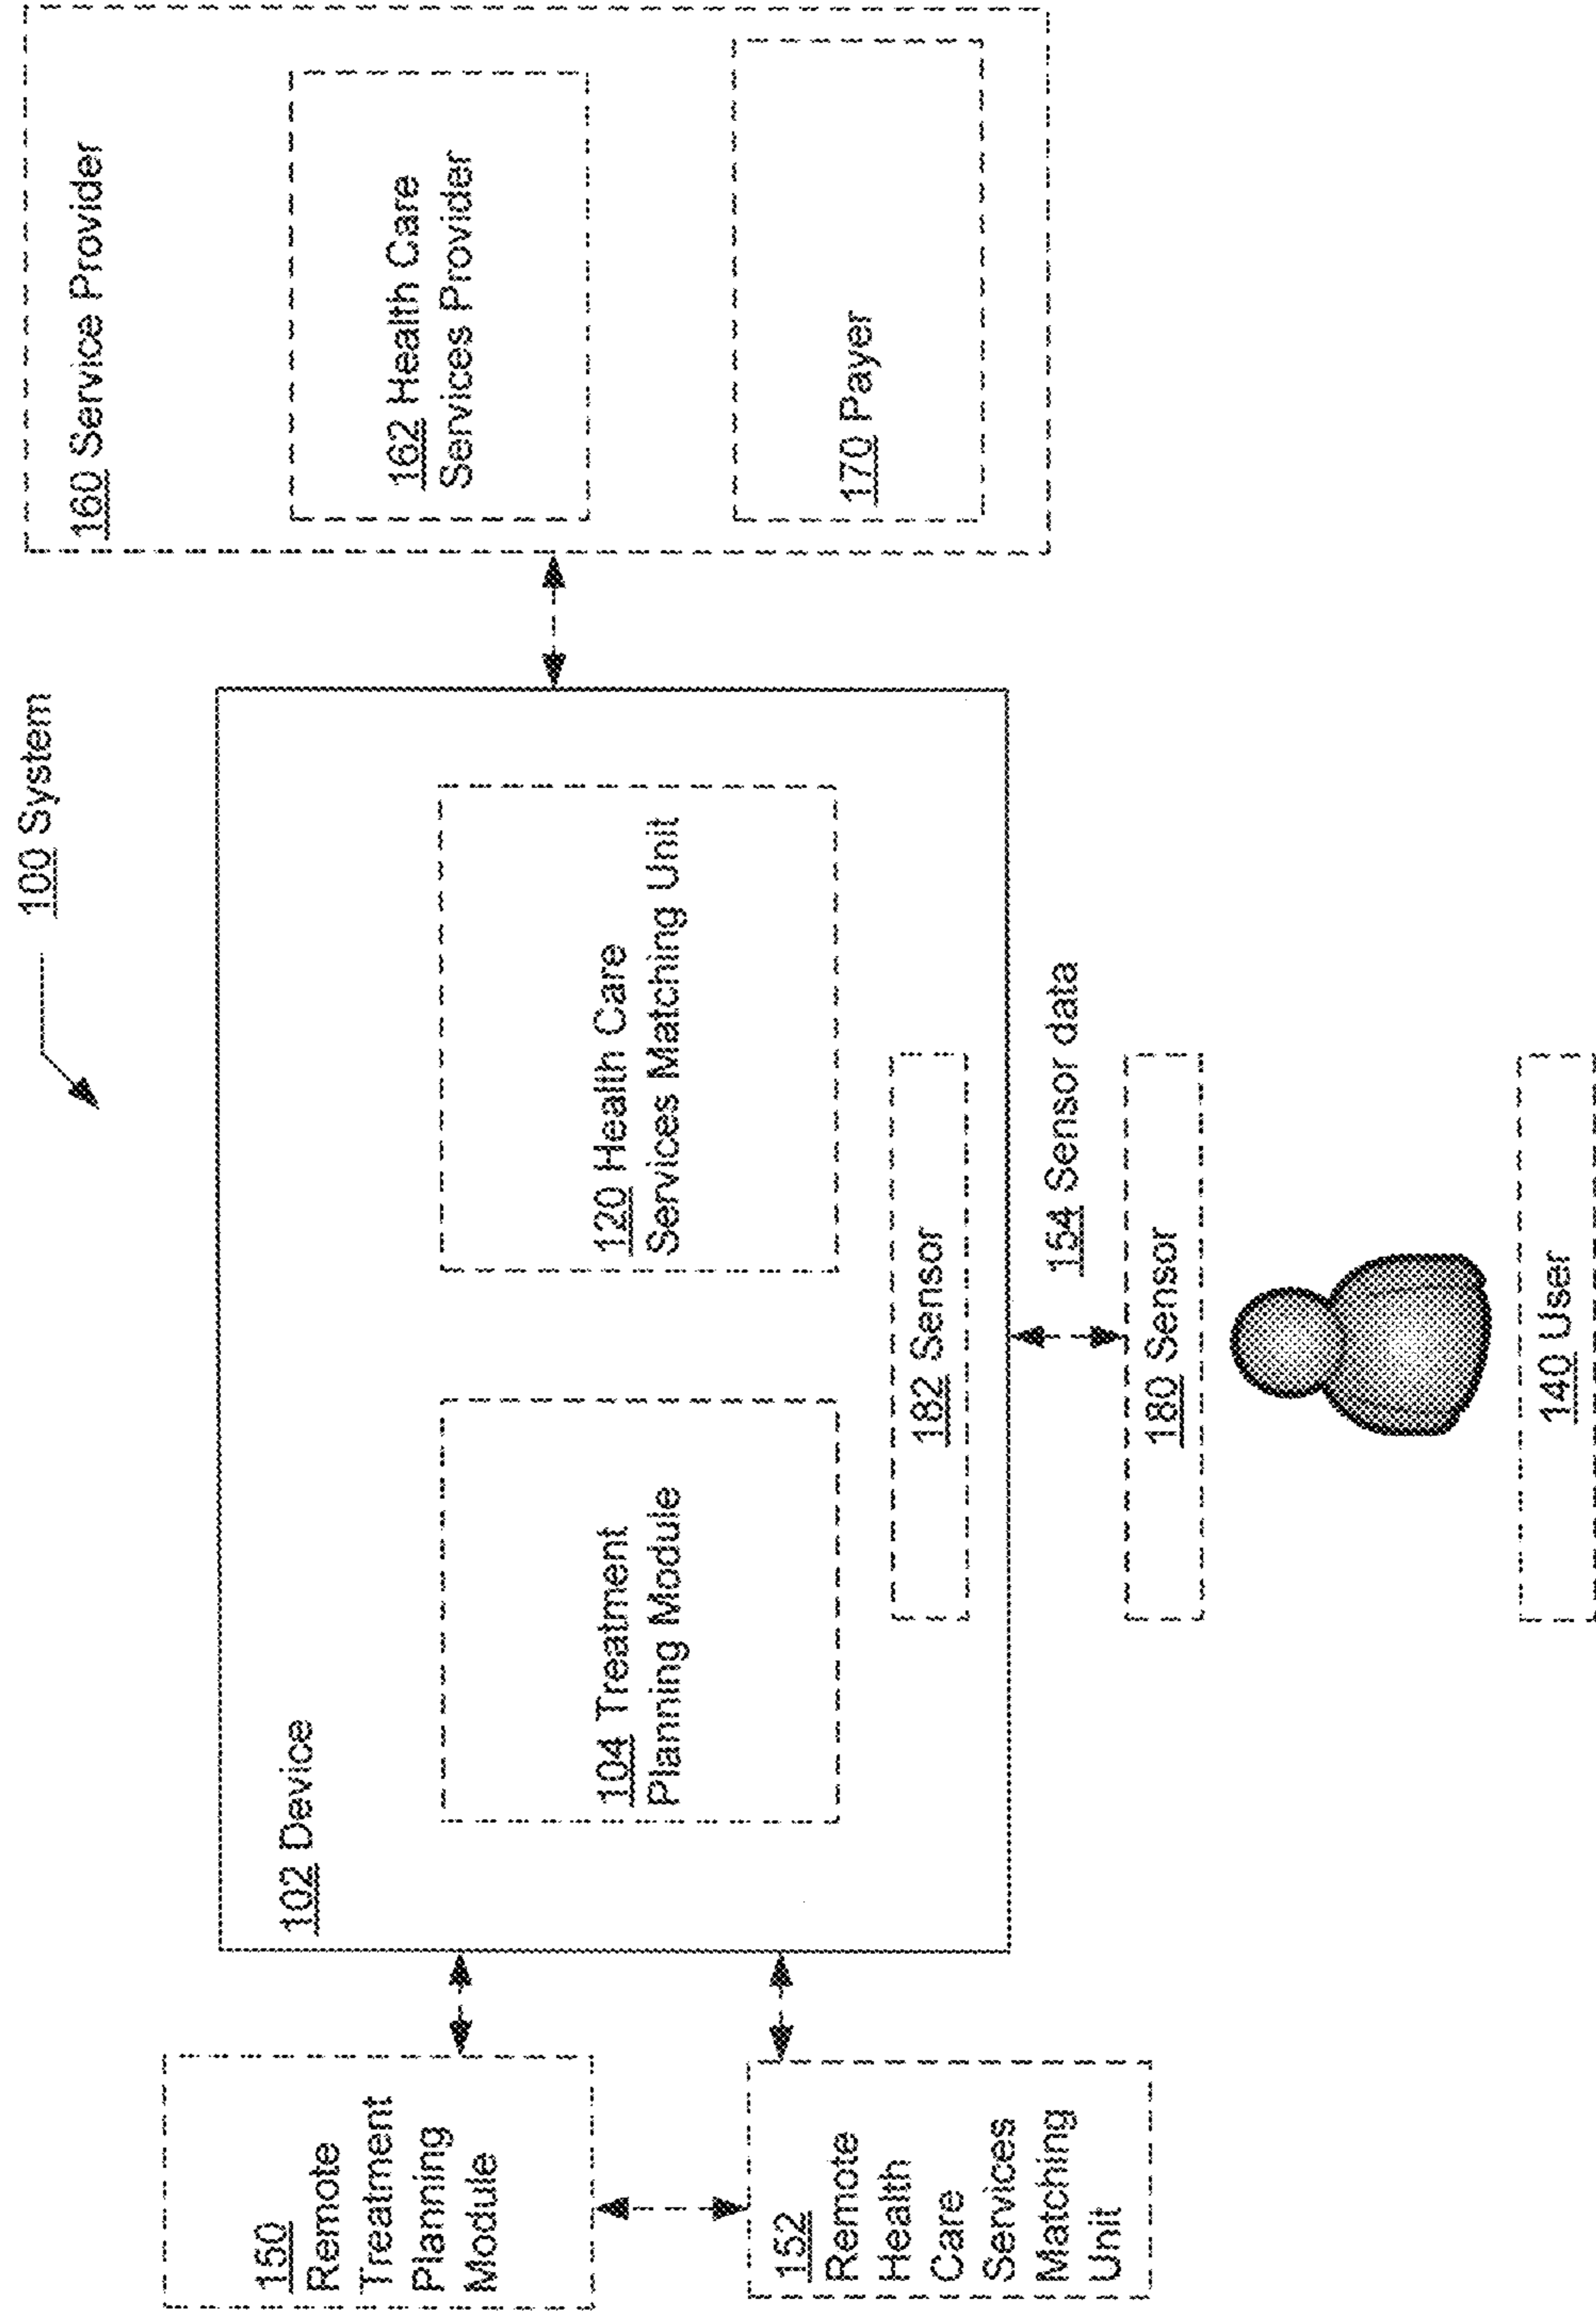 100 System
102 Device
104 Treatment
Planning Module
120 Health Care
Services Matching Unit
182 Sensor
154 Sensor data
180 Sensor
140 User
150
Remote
Treatment
Planning
Module
152
Remote
Health
Care
Services
Matching
Unit
160 Service Provider
162 Health Care
Services Provider
170 Payer